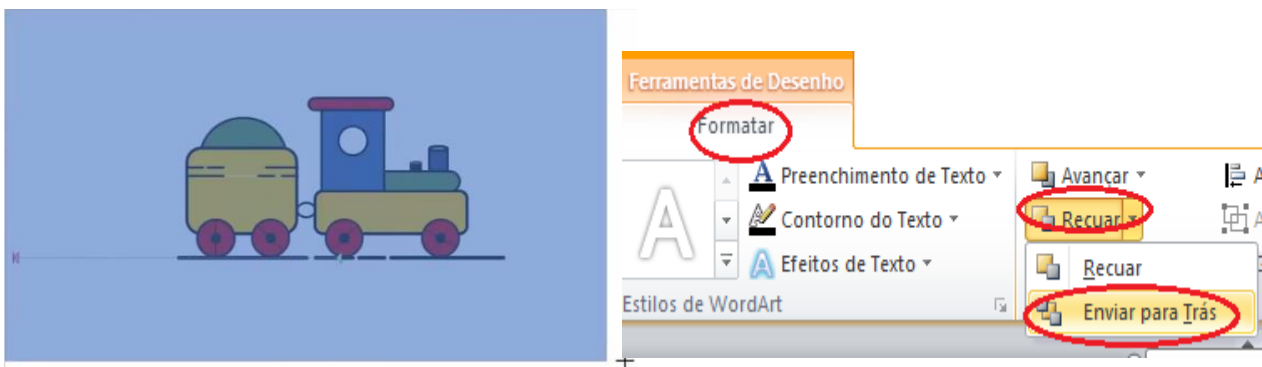 Ferramentas de Desenho
Formatar
A Preenchimento de Texto
Contorno do Texto
A Efeitos de Texto
A
Estilos de WordArt
Avançar
Recuar
Recuar
Enviar para Trás